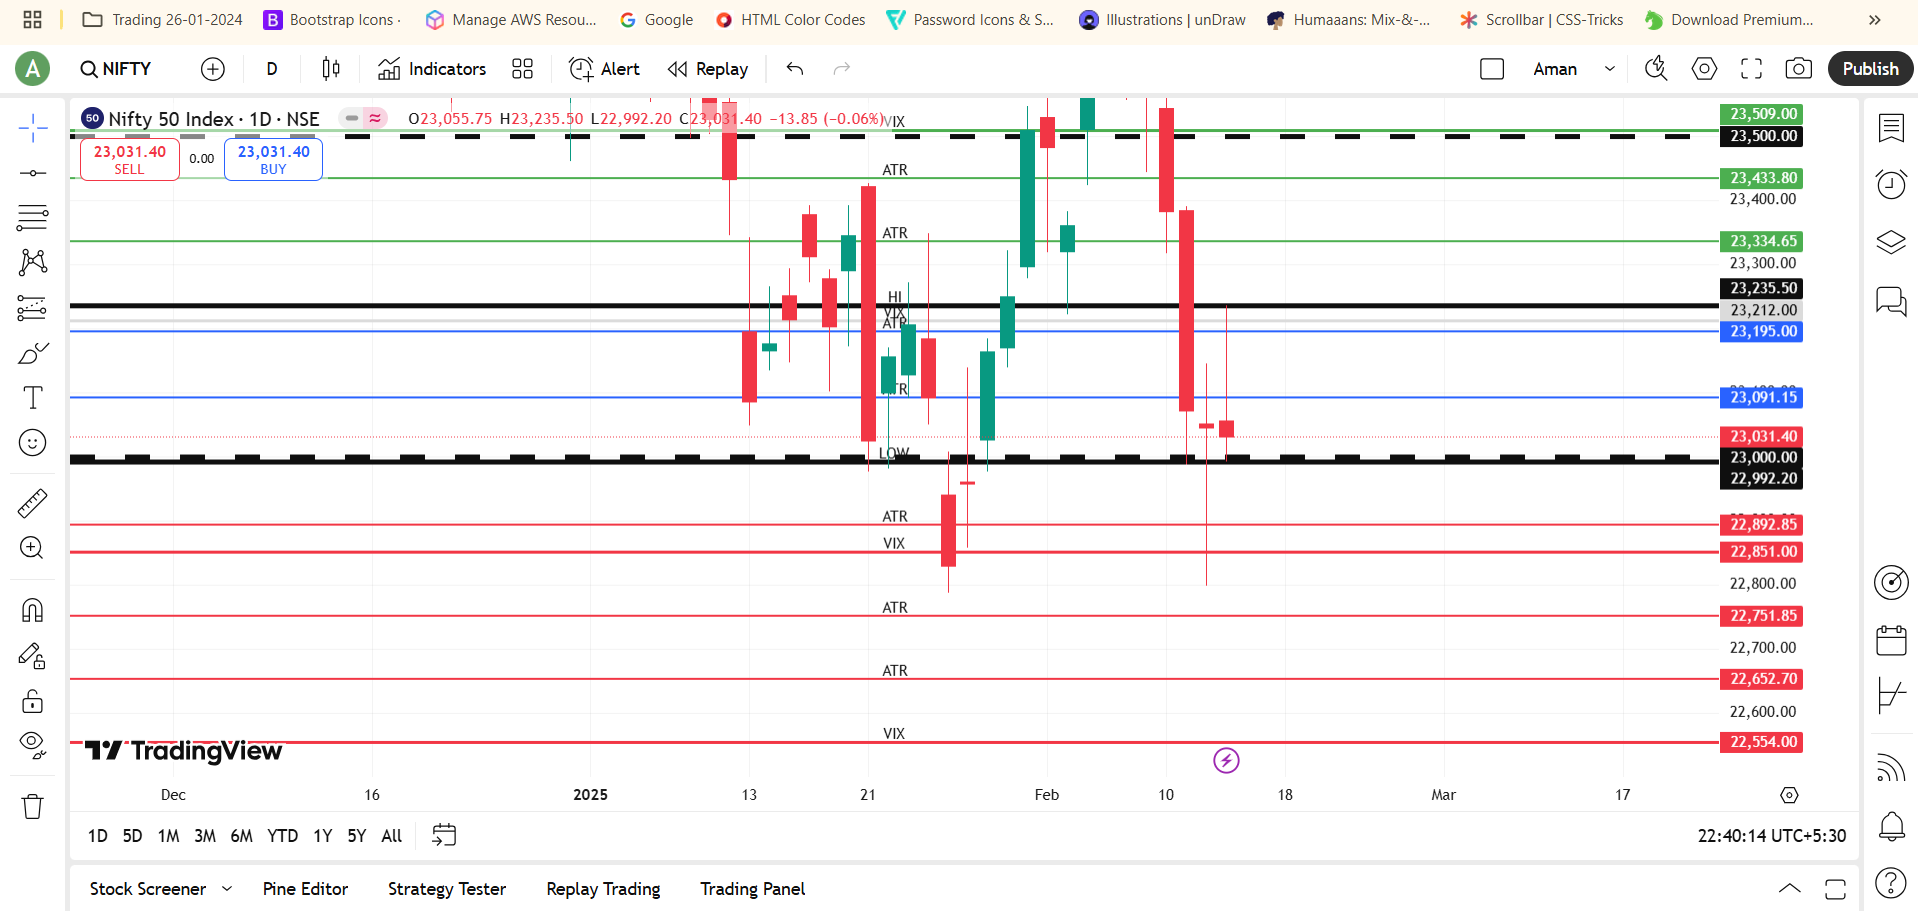 Trading 26-01-2024
Bootstrap Icons ·
Manage AWS Resou...
Google
HTML Color Codes
Password Icons & S...
Illustrations | unDraw
Humaaans: Mix-&-...
Scrollbar | CSS-Tricks
Download Premium...
»
A
NIFTY
D
Indicators
Alert
Replay
Aman
Publish
50 Nifty 50 Index · 1D · NSE
O23,055.75 H23,235.50 L22,992.20 C23,031.40 −13.85 (−0.06%)
VIX
23,031.40
SELL
0.00
23,031.40
BUY
ATR
ATR
HI
VIX
ATR
LOW
ATR
VIX
ATR
ATR
VIX
23,509.00
23,500.00
23,433.80
23,400.00
23,334.65
23,300.00
23,235.50
23,212.00
23,195.00
23,091.15
23,031.40
23,000.00
22,992.20
22,892.85
22,851.00
22,800.00
22,751.85
22,700.00
22,652.70
22,600.00
22,554.00
TradingView
Dec 16 2025 13 21 Feb 10 18 Mar 17
1D 5D 1M 3M 6M YTD 1Y 5Y All
22:40:14 UTC+5:30
Stock Screener
Pine Editor
Strategy Tester
Replay Trading
Trading Panel